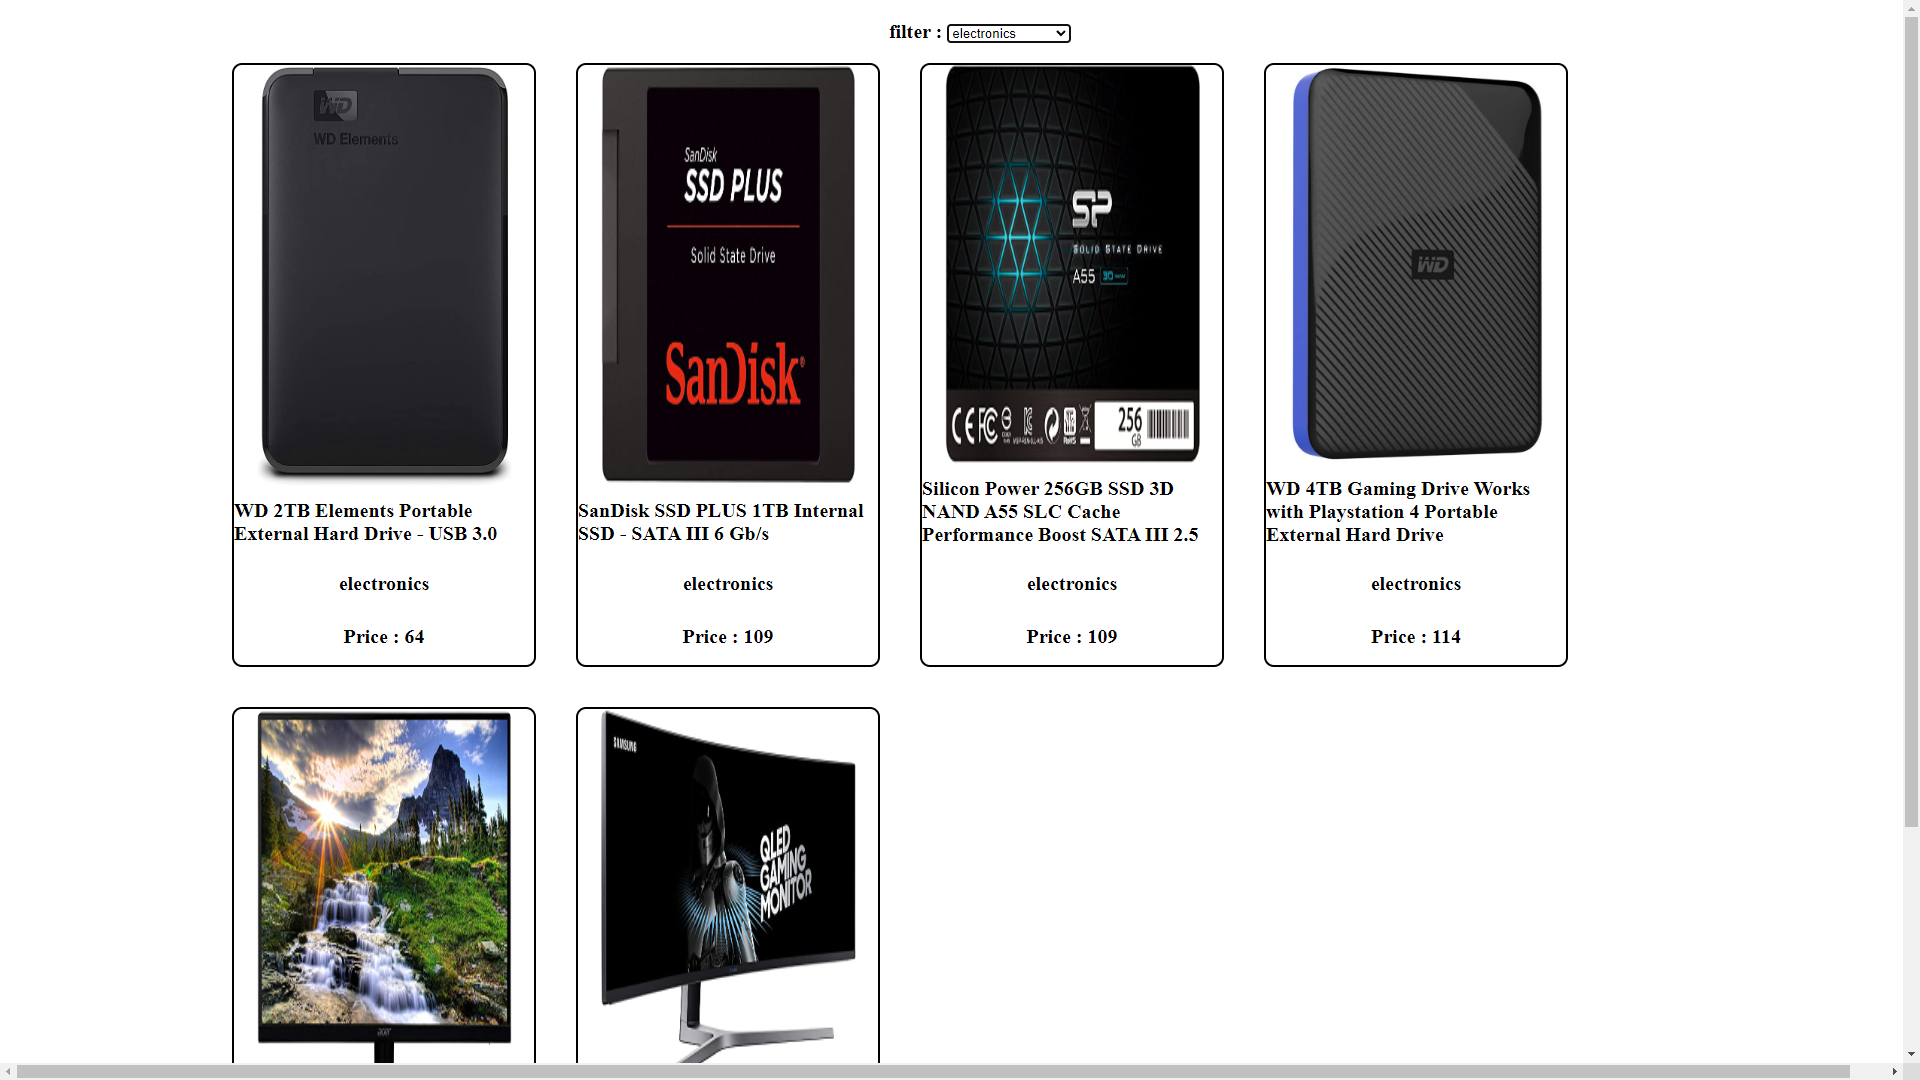 filter : electronics
WD
WD Elements
SanDisk
SSD PLUS
Solid State Drive
SanDisk
SP
SOLID STATE DRIVE
A55
256
GB
WD
WD 2TB Elements Portable
External Hard Drive - USB 3.0
electronics
Price : 64
SanDisk SSD PLUS 1TB Internal
SSD - SATA III 6 Gb/s
electronics
Price : 109
Silicon Power 256GB SSD 3D
NAND A55 SLC Cache
Performance Boost SATA III 2.5
electronics
Price : 109
WD 4TB Gaming Drive Works
with Playstation 4 Portable
External Hard Drive
electronics
Price : 114
acer
SAMSUNG
QLED
GAMING
MONITOR